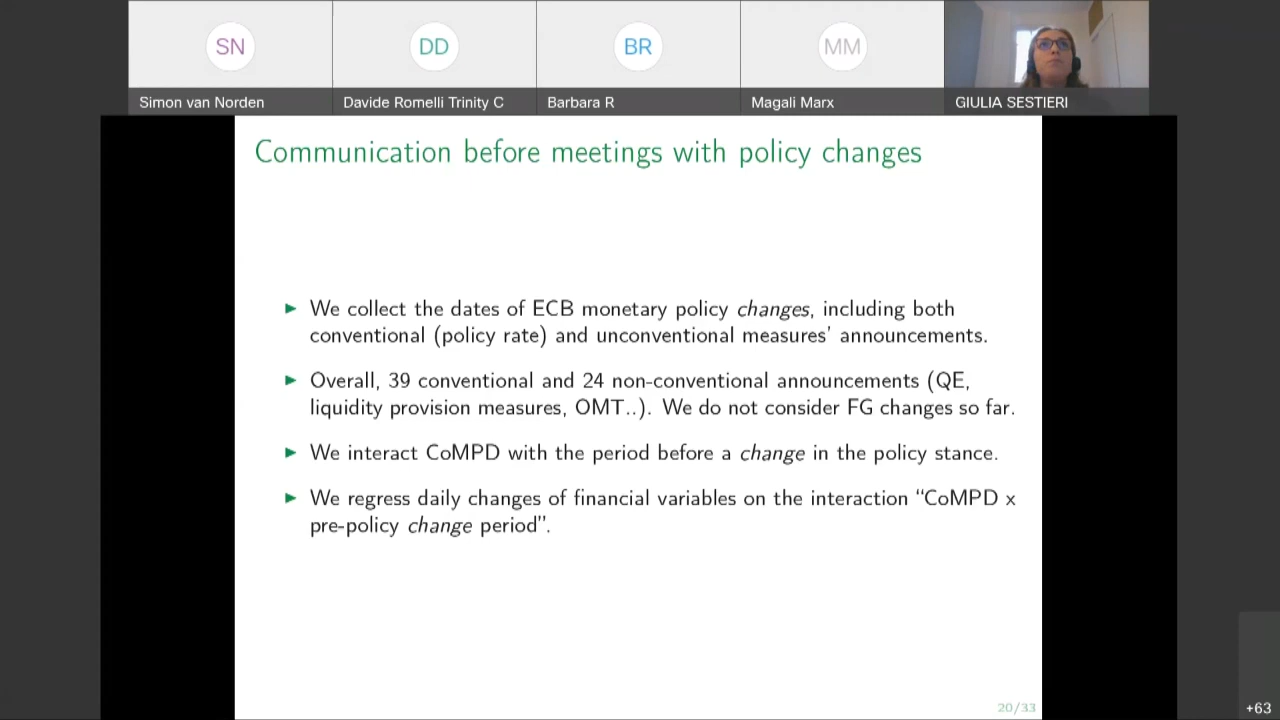 SN
DD
BR
MM
Simon van Norden
Davide Romelli Trinity C
Barbara R
Magali Marx
GIULIA SESTIERI
Communication before meetings with policy changes
► We collect the dates of ECB monetary policy changes, including both
conventional (policy rate) and unconventional measures' announcements.
► Overall, 39 conventional and 24 non-conventional announcements (QE,
liquidity provision measures, OMT..). We do not consider FG changes so far.
► We interact CoMPD with the period before a change in the policy stance.
► We regress daily changes of financial variables on the interaction “CoMPD x
pre-policy change period”.
20/33
+63